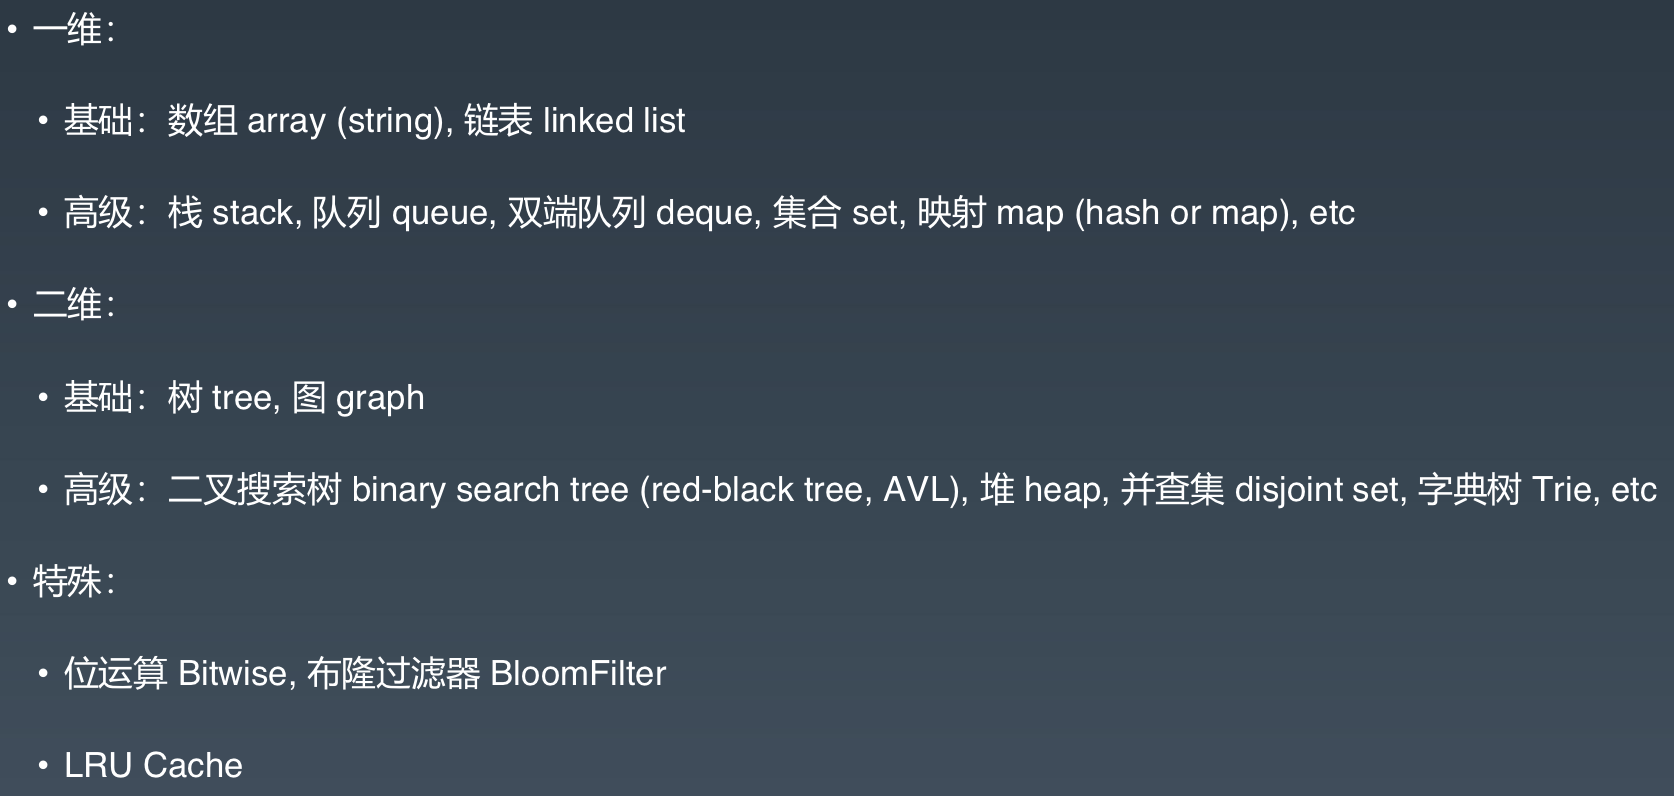 • 一维：
• 基础：数组 array (string), 链表 linked list
• 高级：栈 stack, 队列 queue, 双端队列 deque, 集合 set, 映射 map (hash or map), etc
• 二维：
• 基础：树 tree, 图 graph
• 高级：二叉搜索树 binary search tree (red-black tree, AVL), 堆 heap, 并查集 disjoint set, 字典树 Trie, etc
• 特殊：
• 位运算 Bitwise, 布隆过滤器 BloomFilter
• LRU Cache